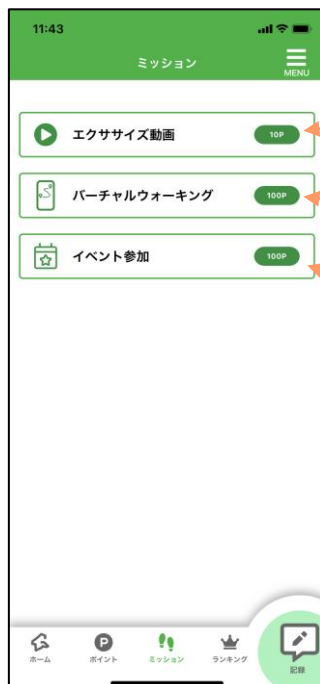 11:43
ミッション
MENU
エクササイズ動画
10P
バーチャルウォーキング
100P
イベント参加
100P
ホーム
P
ポイント
ミッション
ランキング
記録